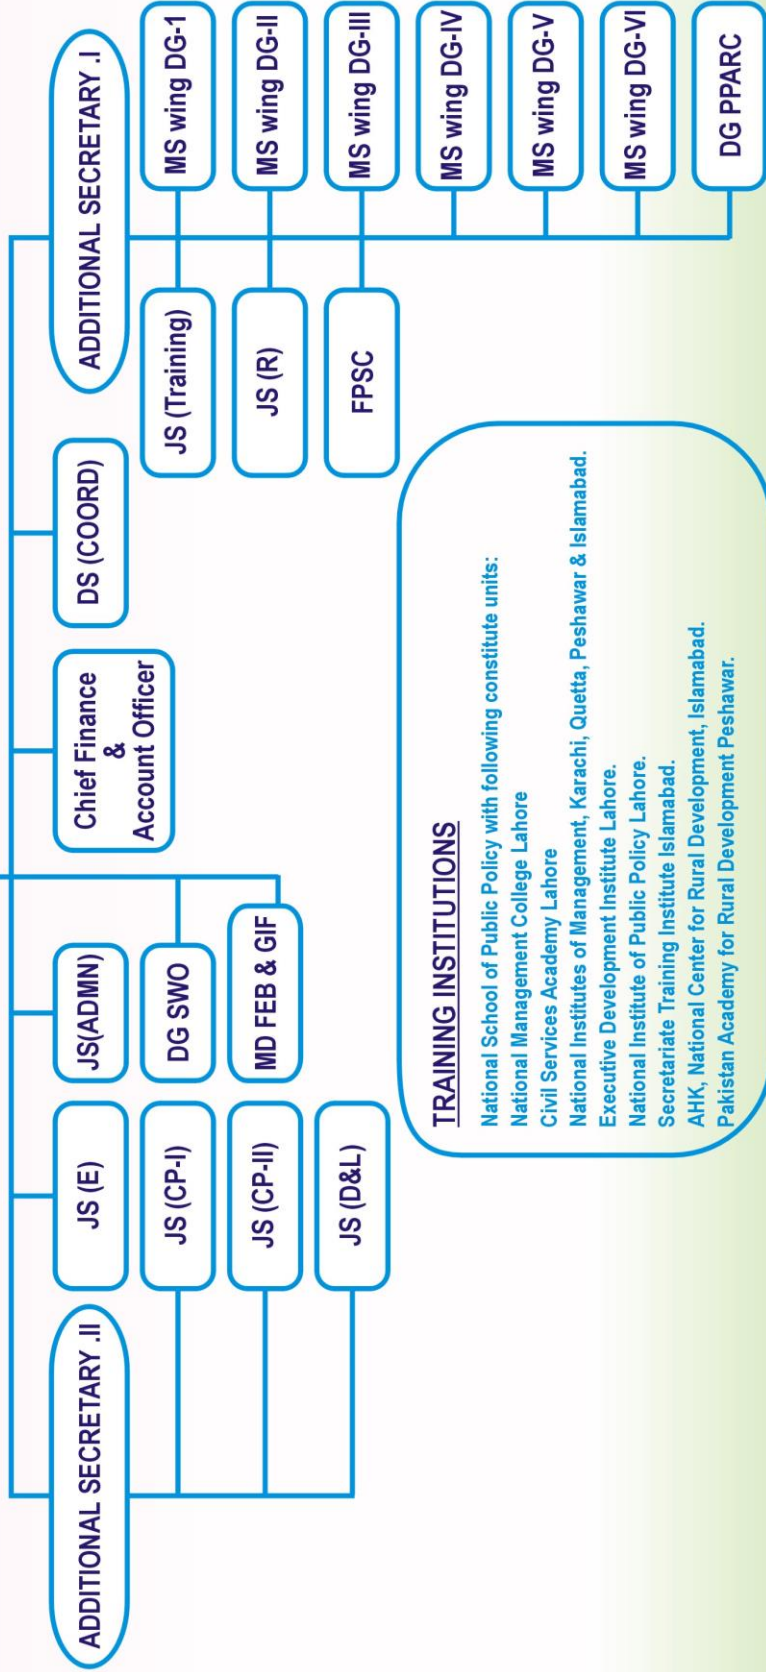 ADDITIONAL SECRETARY .II
JS (E)
JS(ADMN)
Chief Finance
&
Account Officer
DS (COORD)
ADDITIONAL SECRETARY .I
JS (CP-I)
JS (CP-II)
JS (D&L)
DG SWO
MD FEB & GIF
JS (Training)
JS (R)
FPSC
MS wing DG-1
MS wing DG-II
MS wing DG-III
MS wing DG-IV
MS wing DG-V
MS wing DG-VI
DG PPARC
TRAINING INSTITUTIONS
National School of Public Policy with following constitute units:
National Management College Lahore
Civil Services Academy Lahore
National Institutes of Management, Karachi, Quetta, Peshawar & Islamabad.
Executive Development Institute Lahore.
National Institute of Public Policy Lahore.
Secretariate Training Institute Islamabad.
AHK, National Center for Rural Development, Islamabad.
Pakistan Academy for Rural Development Peshawar.